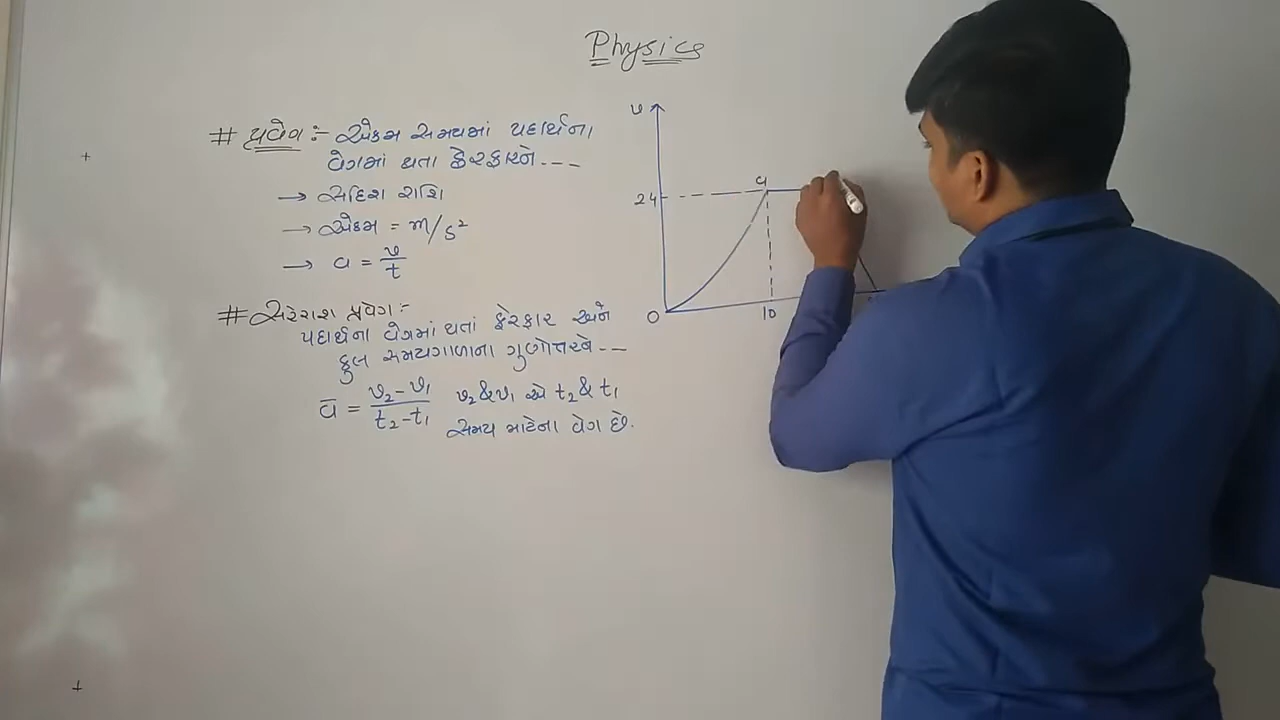 Physics
# પ્રવેગ :- એકમ સમયમાં પદાર્થના
વેગમાં થતા ફેરફારને ---
→ સદિશ રાશિ
→ એકમ = m/s²
→ a = v/t
# સરેરાશ પ્રવેગ :-
પદાર્થના વેગમાં થતાં ફેરફાર અને
કુલ સમયગાળાના ગુણોત્તરને ---
ā = v₂-v₁/t₂-t₁ v₂&v₁ એ t₂& t₁
સમય માટેના વેગ છે.
v
24
0
10